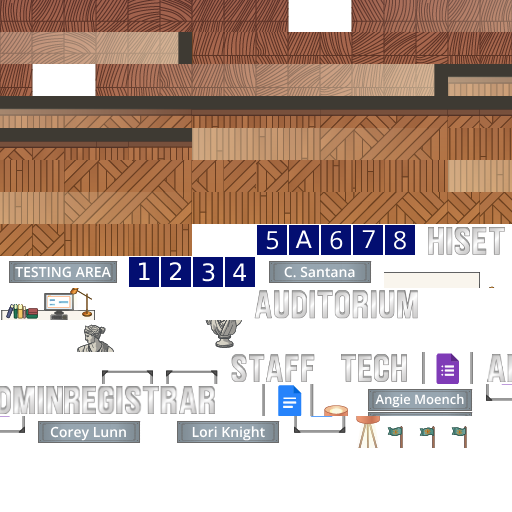 5 A 6 7 8 HISET
TESTING AREA 1 2 3 4 C. Santana
AUDITORIUM
STAFF TECH
DMINREGISTRAR Angie Moench
Corey Lunn Lori Knight